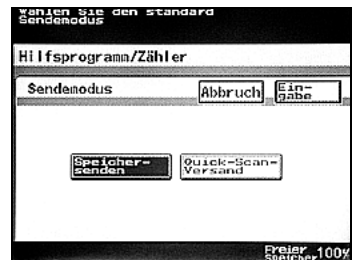 Wählen Sie den standard
Sendemodus
Hilfsprogramm/Zähler
Sendemodus
Abbruch
Ein-
gabe
Speicher-
senden
Quick-Scan-
Versand
Freier
Speicher 100%